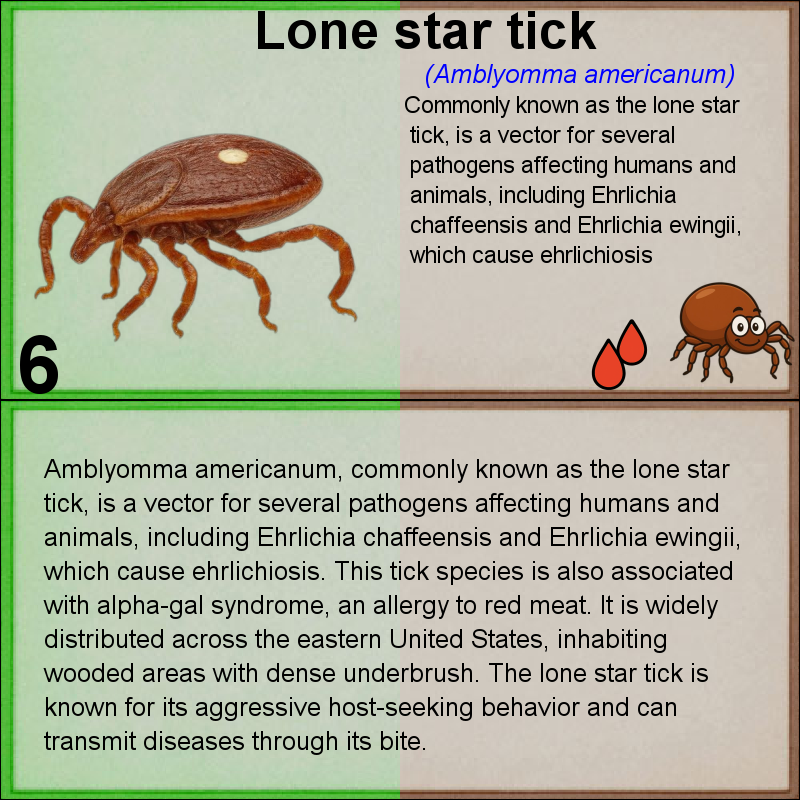 Lone star tick
(Amblyomma americanum)
Commonly known as the lone star
tick, is a vector for several
pathogens affecting humans and
animals, including Ehrlichia
chaffeensis and Ehrlichia ewingii,
which cause ehrlichiosis
6
Amblyomma americanum, commonly known as the lone star
tick, is a vector for several pathogens affecting humans and
animals, including Ehrlichia chaffeensis and Ehrlichia ewingii,
which cause ehrlichiosis. This tick species is also associated
with alpha-gal syndrome, an allergy to red meat. It is widely
distributed across the eastern United States, inhabiting
wooded areas with dense underbrush. The lone star tick is
known for its aggressive host-seeking behavior and can
transmit diseases through its bite.